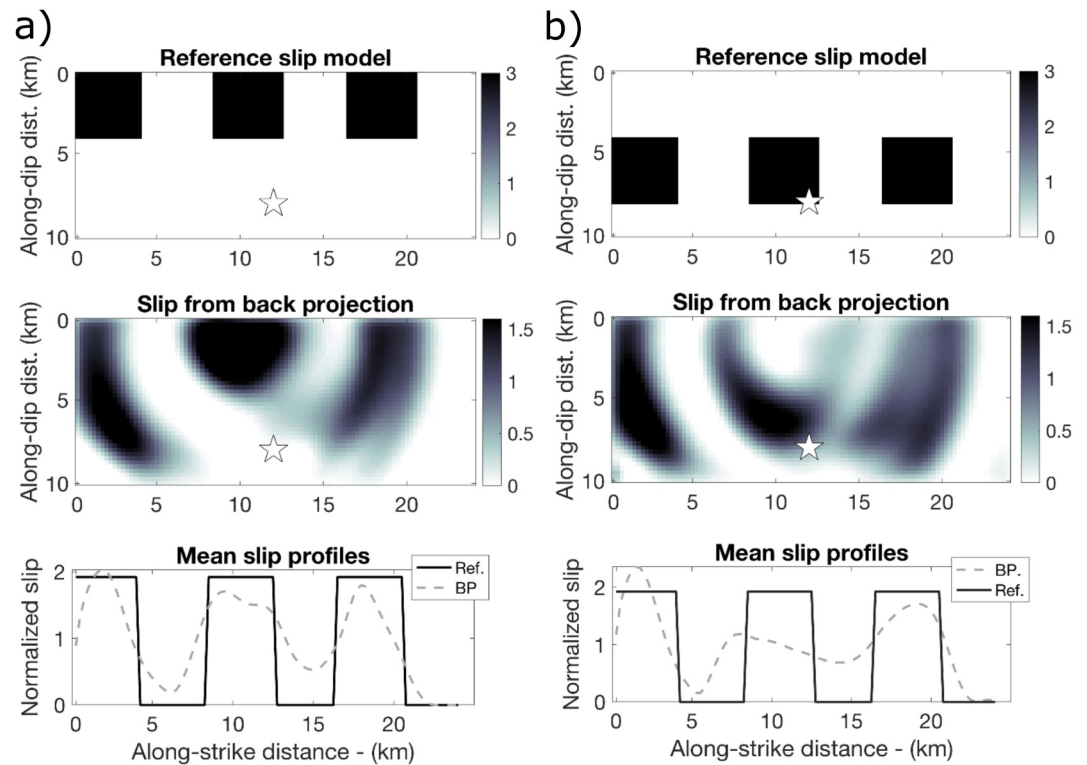 a)
Reference slip model
Along-dip dist. (km)
0
5
10
0 5 10 15 20
3
2
1
0
Slip from back projection
Along-dip dist. (km)
0
5
10
0 5 10 15 20
1.5
1
0.5
0
Mean slip profiles
Normalized slip
2
1
0
Ref.
BP
0 5 10 15 20
Along-strike distance - (km)
b)
Reference slip model
Along-dip dist. (km)
0
5
10
0 5 10 15 20
3
2
1
0
Slip from back projection
Along-dip dist. (km)
0
5
10
0 5 10 15 20
1.5
1
0.5
0
Mean slip profiles
Normalized slip
2
1
0
BP.
Ref.
0 5 10 15 20
Along-strike distance - (km)